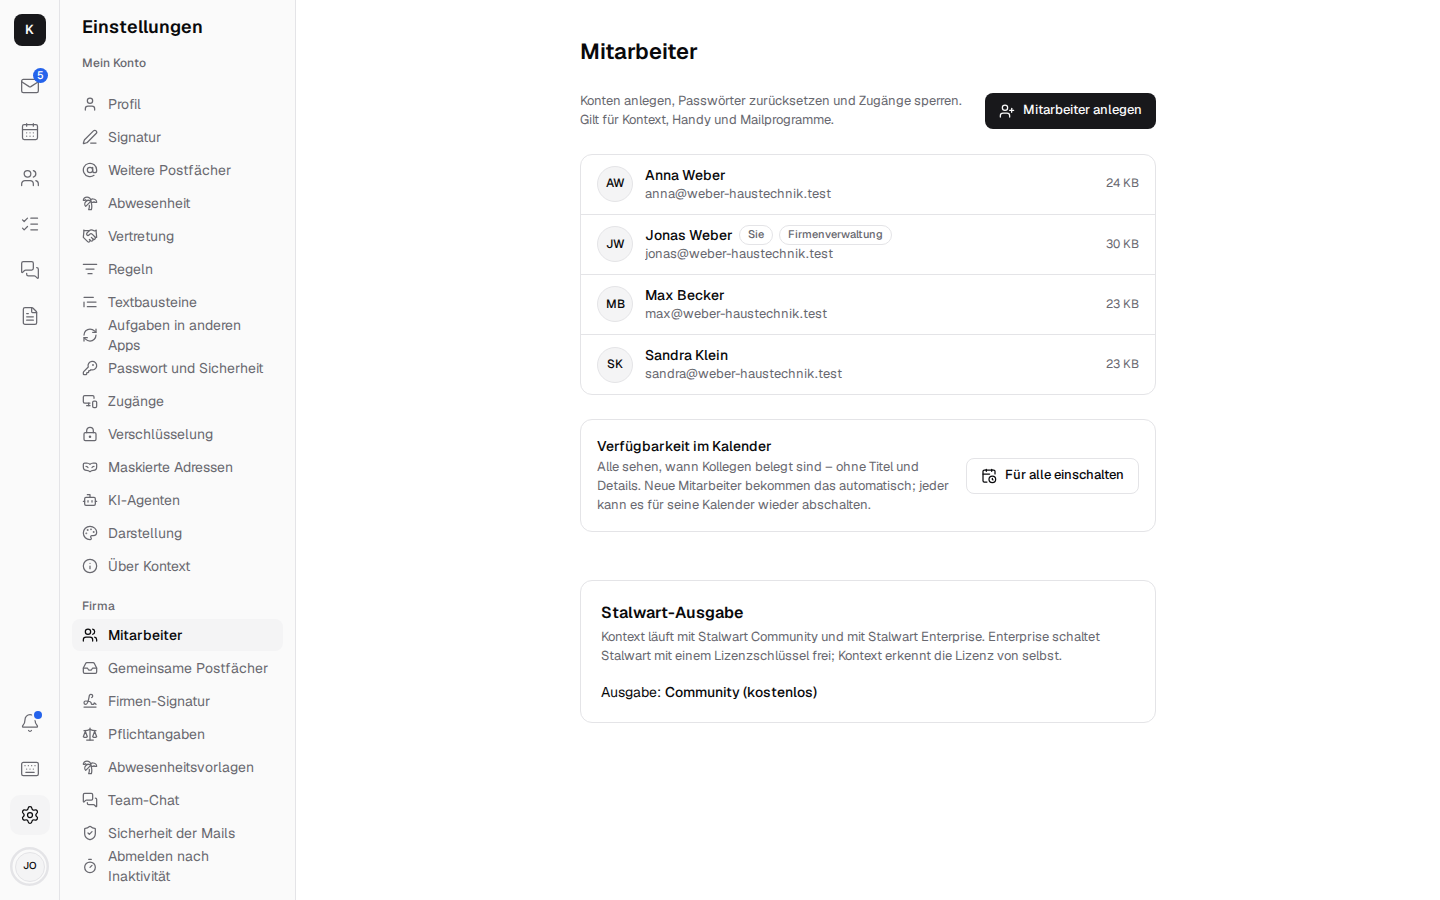 K
5
JO
Einstellungen
Mein Konto
Profil
Signatur
Weitere Postfächer
Abwesenheit
Vertretung
Regeln
Textbausteine
Aufgaben in anderen
Apps
Passwort und Sicherheit
Zugänge
Verschlüsselung
Maskierte Adressen
KI-Agenten
Darstellung
Über Kontext
Firma
Mitarbeiter
Gemeinsame Postfächer
Firmen-Signatur
Pflichtangaben
Abwesenheitsvorlagen
Team-Chat
Sicherheit der Mails
Abmelden nach
Inaktivität
Mitarbeiter
Konten anlegen, Passwörter zurücksetzen und Zugänge sperren.
Gilt für Kontext, Handy und Mailprogramme.
Mitarbeiter anlegen
AW
Anna Weber
anna@weber-haustechnik.test
24 KB
JW
Jonas Weber Sie Firmenverwaltung
jonas@weber-haustechnik.test
30 KB
MB
Max Becker
max@weber-haustechnik.test
23 KB
SK
Sandra Klein
sandra@weber-haustechnik.test
23 KB
Verfügbarkeit im Kalender
Alle sehen, wann Kollegen belegt sind – ohne Titel und
Details. Neue Mitarbeiter bekommen das automatisch; jeder
kann es für seine Kalender wieder abschalten.
Für alle einschalten
Stalwart-Ausgabe
Kontext läuft mit Stalwart Community und mit Stalwart Enterprise. Enterprise schaltet
Stalwart mit einem Lizenzschlüssel frei; Kontext erkennt die Lizenz von selbst.
Ausgabe: Community (kostenlos)